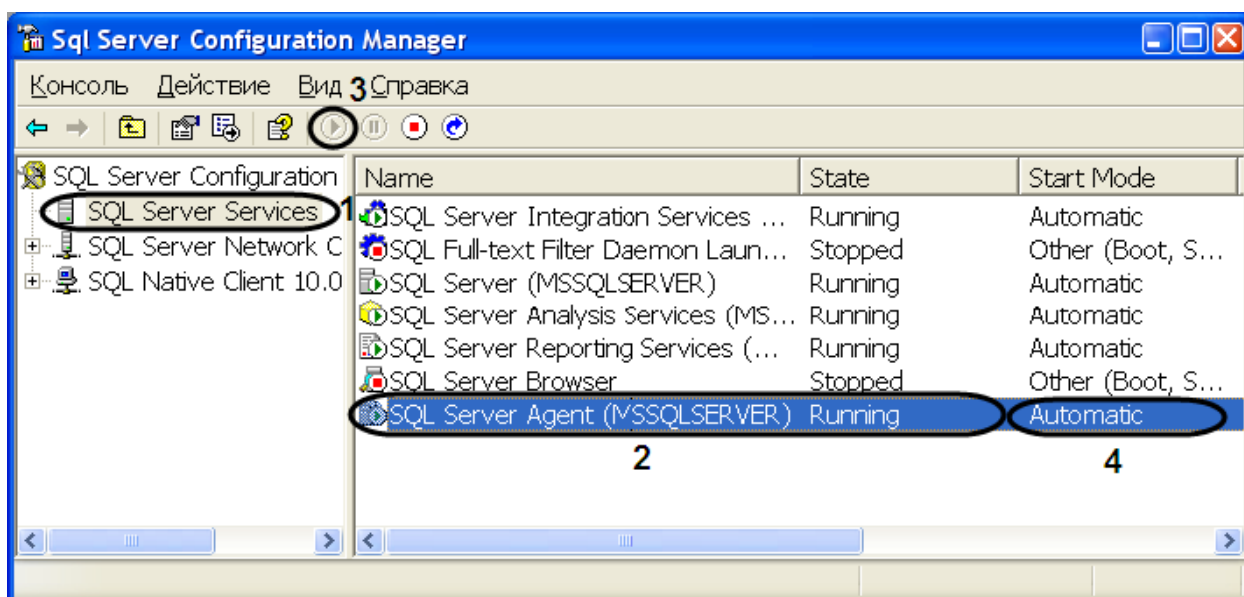 Sql Server Configuration Manager
Консоль Действие Вид 3 Справка
SQL Server Configuration
Name State Start Mode
SQL Server Services 1
SQL Server Integration Services ... Running Automatic
SQL Server Network C
SQL Full-text Filter Daemon Laun... Stopped Other (Boot, S...
SQL Native Client 10.0
SQL Server (MSSQLSERVER) Running Automatic
SQL Server Analysis Services (MS... Running Automatic
SQL Server Reporting Services (... Running Automatic
SQL Server Browser Stopped Other (Boot, S...
SQL Server Agent (MSSQLSERVER) Running Automatic
2 4